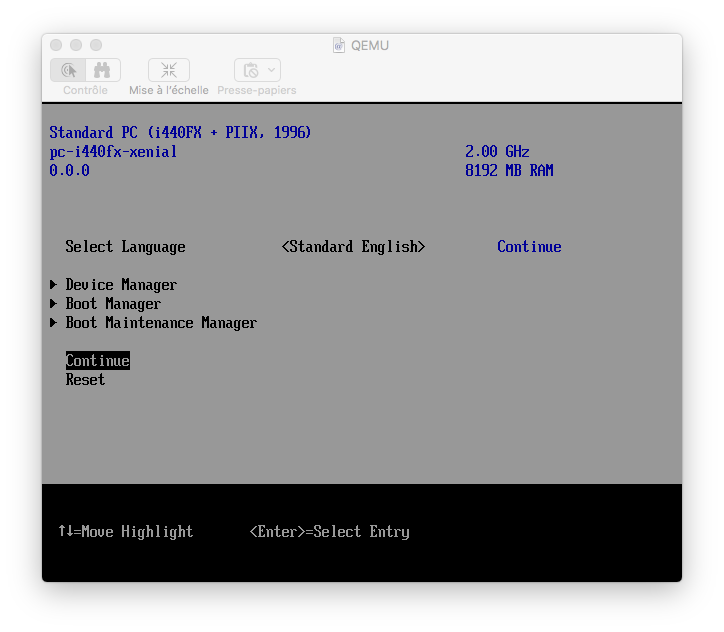 QEMU
Contrôle Mise à l'échelle Presse-papiers
Standard PC (i440FX + PIIX, 1996)
pc-i440fx-xenial 2.00 GHz
0.0.0 8192 MB RAM
Select Language <Standard English> Continue
Device Manager
Boot Manager
Boot Maintenance Manager
Continue
Reset
↑↓=Move Highlight <Enter>=Select Entry